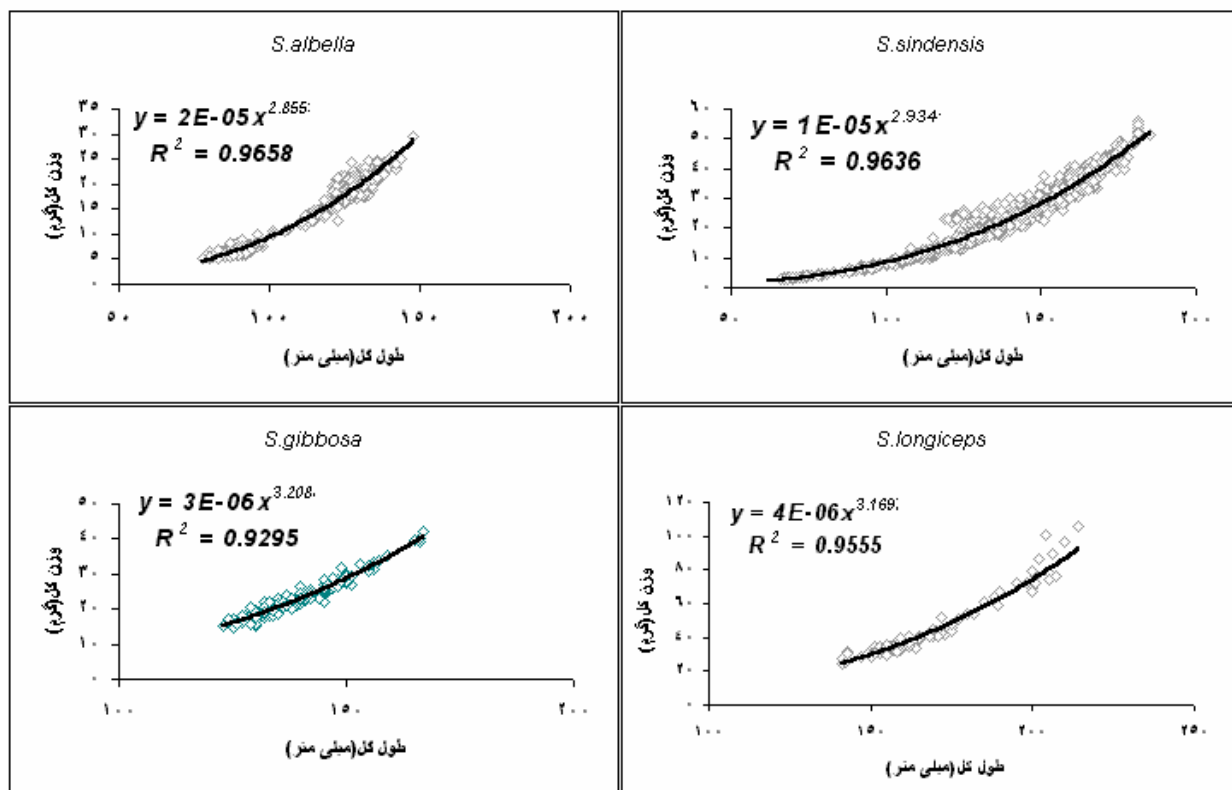 S.albella
وزن کل(گرم)
۳۵
۳۰
۲۵
۲۰
۱۵
۱۰
۵
۰
y = 2E-05x^2.855
R² = 0.9658
۵۰ ۱۰۰ ۱۵۰ ۲۰۰
طول کل(میلی متر)
S.sindensis
وزن کل(گرم)
۶۰
۵۰
۴۰
۳۰
۲۰
۱۰
۰
y = 1E-05x^2.934
R² = 0.9636
۵۰ ۱۰۰ ۱۵۰ ۲۰۰
طول کل(میلی متر)
S.gibbosa
وزن کل(گرم)
۵۰
۴۰
۳۰
۲۰
۱۰
۰
y = 3E-06x^3.208
R² = 0.9295
۱۰۰ ۱۵۰ ۲۰۰
طول کل(میلی متر)
S.longiceps
وزن کل(گرم)
۱۲۰
۱۰۰
۸۰
۶۰
۴۰
۲۰
۰
y = 4E-06x^3.169
R² = 0.9555
۱۰۰ ۱۵۰ ۲۰۰ ۲۵۰
طول کل(میلی متر)